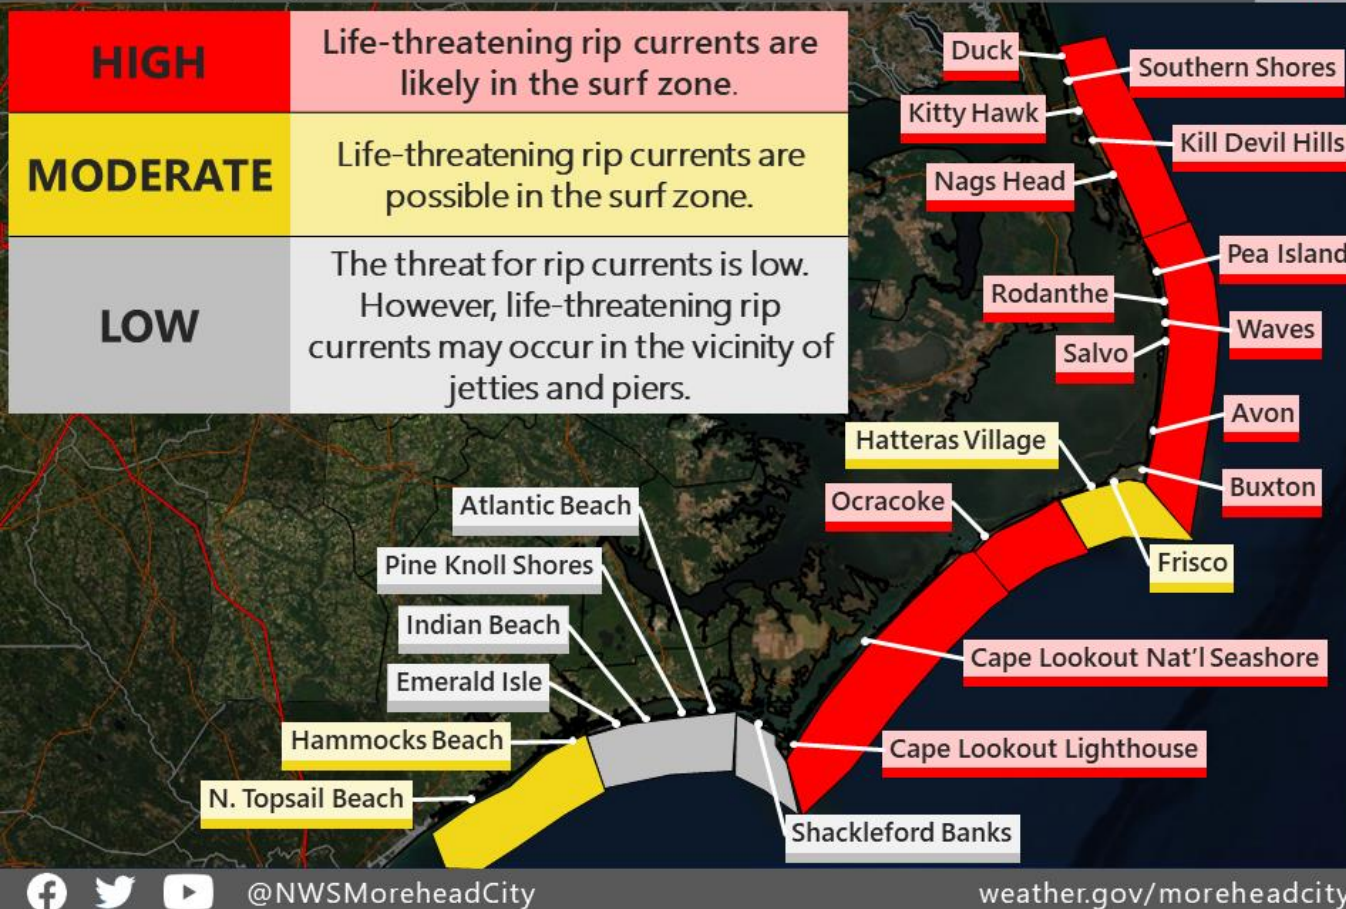 HIGH
Life-threatening rip currents are
likely in the surf zone.
MODERATE
Life-threatening rip currents are
possible in the surf zone.
LOW
The threat for rip currents is low.
However, life-threatening rip
currents may occur in the vicinity of
jetties and piers.
Duck
Southern Shores
Kitty Hawk
Kill Devil Hills
Nags Head
Pea Island
Rodanthe
Waves
Salvo
Avon
Hatteras Village
Buxton
Ocracoke
Atlantic Beach
Frisco
Pine Knoll Shores
Indian Beach
Cape Lookout Nat'l Seashore
Emerald Isle
Hammocks Beach
Cape Lookout Lighthouse
N. Topsail Beach
Shackleford Banks
@NWSMoreheadCity
weather.gov/moreheadcity